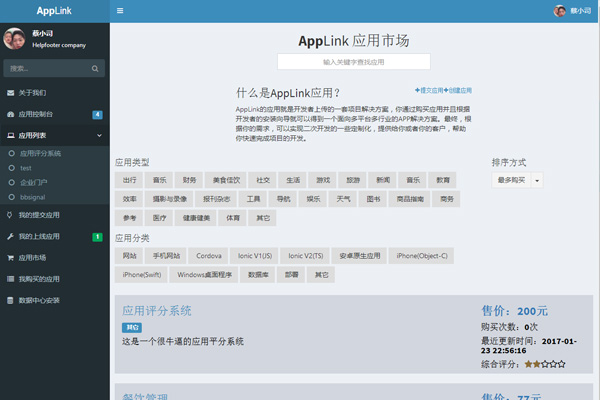 AppLink
蔡小司
蔡小司
Helpfooter company
搜索...
关于我们
应用控制台 4
应用列表
应用评分系统
test
企业门户
bbsignal
我的提交应用
我的上线应用 1
应用市场
我购买的应用
数据中心安装
AppLink 应用市场
输入关键字查找应用
什么是AppLink应用？
提交应用 创建应用
AppLink的应用就是开发者上传的一套项目解决方案，你通过购买应用并且根据
开发者的安装向导就可以得到一个面向多平台多行业的APP解决方案。最终，根
据你的需求，可以实现二次开发的一些定制化，提供给你或者你的客户，帮助
你快速完成项目的开发。
应用类型
出行 音乐 财务 美食佳饮 社交 生活 游戏 旅游 新闻 音乐 教育
效率 摄影与录像 报刊杂志 工具 导航 娱乐 天气 图书 商品指南 商务
参考 医疗 健康健美 体育 其它
排序方式
最多购买
应用分类
网站 手机网站 Cordova Ionic V1(JS) Ionic V2(TS) 安卓原生应用 iPhone(Object-C)
iPhone(Swift) Windows桌面程序 数据库 部署 其它
应用评分系统
其它
这是一个很牛逼的应用平分系统
售价：200元
购买次数：0次
最近更新时间：2017-01-
23 22:56:16
综合评分：
餐饮管理
售价：77元